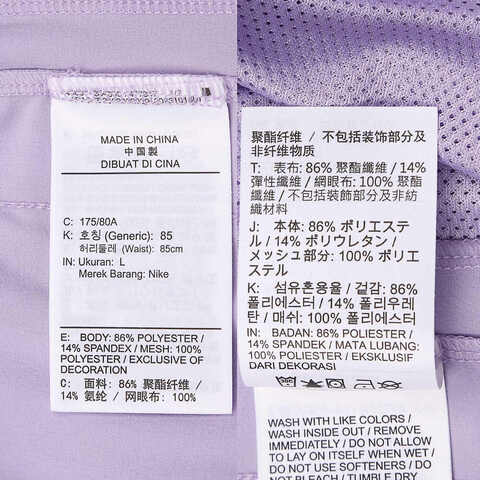 MADE IN CHINA
中国製
DIBUAT DI CINA
C: 175/80A
K: 호칭 (Generic): 85
허리둘레 (Waist): 85cm
IN: Ukuran: L
Merek Barang: Nike
E: BODY: 86% POLYESTER/
14% SPANDEX / MESH: 100%
POLYESTER/EXCLUSIVE OF
DECORATION
C: 面料: 86% 聚酯纤维 /
14% 氨纶 / 网眼布: 100%
聚酯纤维 / 不包括装饰部分及
非纤维物质
T: 表布: 86% 聚酯纖維 / 14%
彈性纖維 / 網眼布: 100% 聚酯
纖維 / 不包括裝飾部分及非紡
織材料
J: 本体: 86% ポリエステ
ル / 14% ポリウレタン /
メッシュ部分: 100% ポリエ
ステル
K: 섬유혼용율 / 겉감: 86%
폴리에스터 / 14% 폴리우레
탄 / 매쉬: 100% 폴리에스터
IN: BADAN: 86% POLIESTER /
14% SPANDEK / MATA LUBANG:
100% POLIESTER / EKSKLUSIF
DARI DEKORASI
WASH WITH LIKE COLORS /
WASH INSIDE OUT / REMOVE
IMMEDIATELY / DO NOT ALLOW
TO LAY ON ITSELF WHEN WET /
DO NOT USE SOFTENERS / DO
NOT BLEACH / TUMBLE DRY